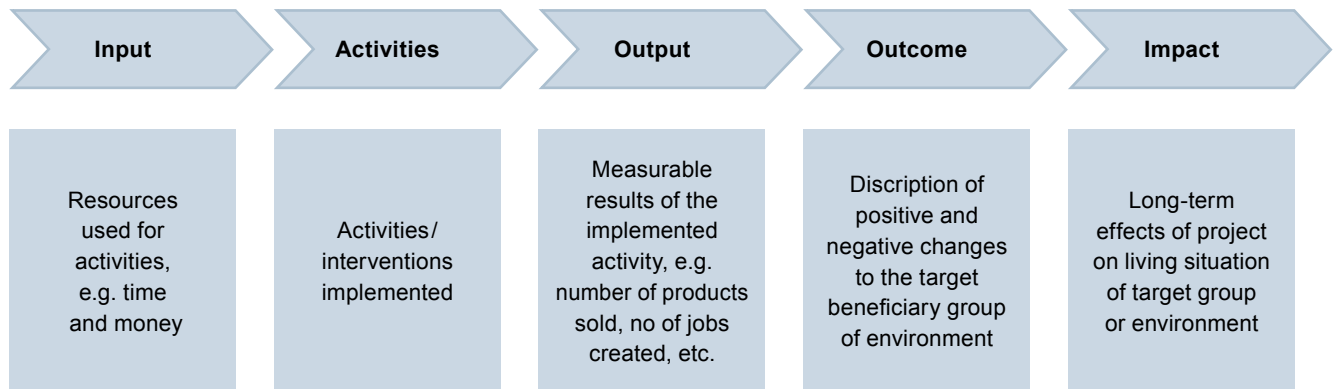 Input
Activities
Output
Outcome
Impact
Resources
used for
activities,
e.g. time
and money
Activities/
interventions
implemented
Measurable
results of the
implemented
activity, e.g.
number of products
sold, no of jobs
created, etc.
Discription of
positive and
negative changes
to the target
beneficiary group
of environment
Long-term
effects of project
on living situation
of target group
or environment